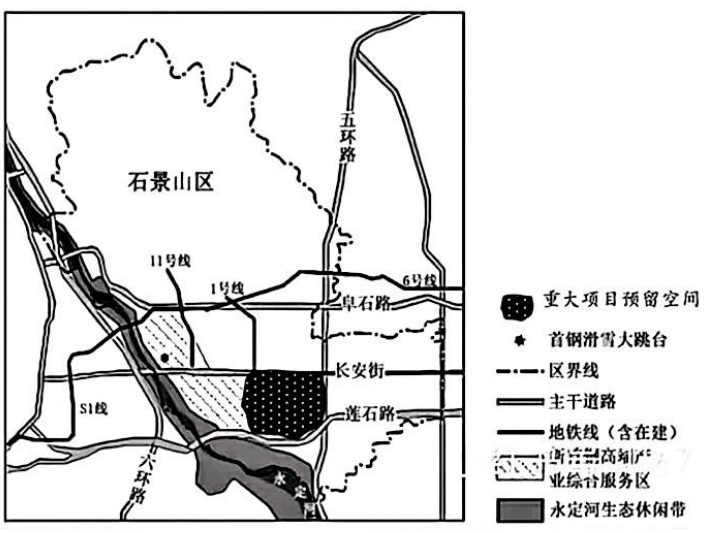 五环路
石景山区
11号线
1号线
6号线
阜石路
长安街
S1线
莲石路
六环路
永定
重大项目预留空间
首钢滑雪大跳台
区界线
主干道路
地铁线（含在建）
业综合服务区
永定河生态休闲带